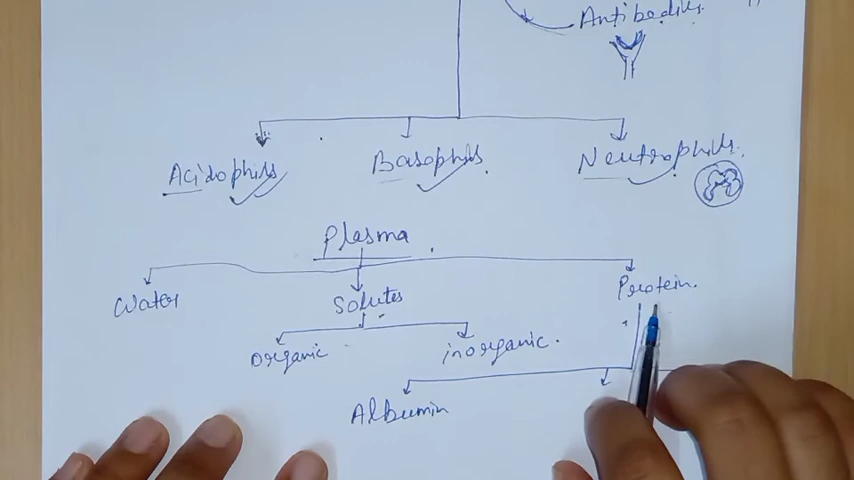 Antibodies.
Acidophils
Basophils.
Neutrophils.
Plasma
Water
Solutes
Protein.
Organic
inorganic.
Albumin